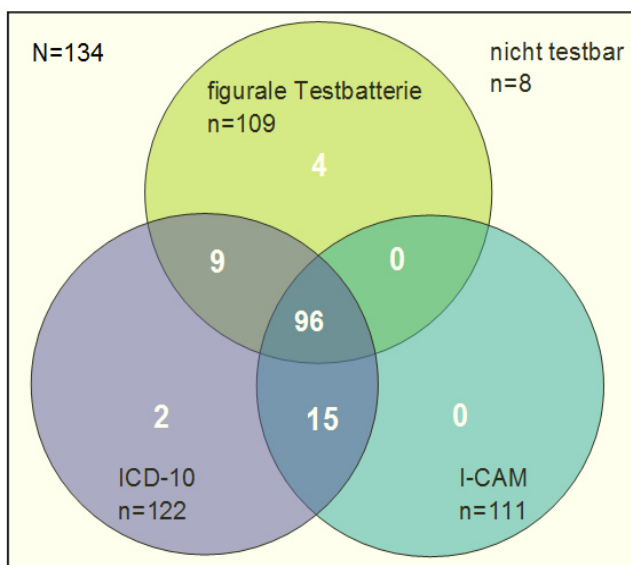 N=134
nicht testbar
n=8
figurale Testbatterie
n=109
4
9
0
96
2
15
0
ICD-10
n=122
I-CAM
n=111